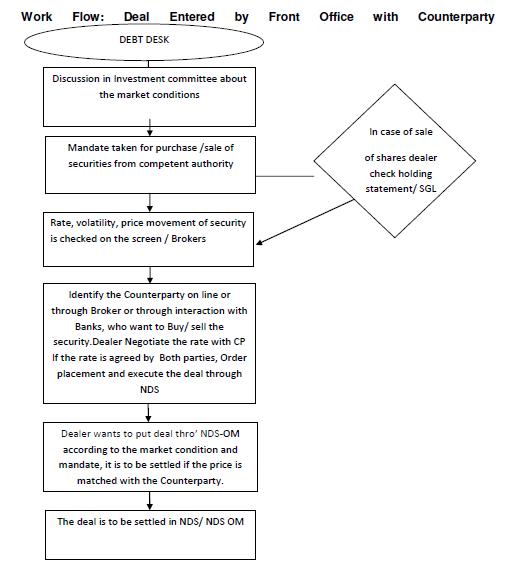 Work Flow: Deal Entered by Front Office with Counterparty
DEBT DESK
Discussion in Investment committee about
the market conditions
Mandate taken for purchase /sale of
securities from competent authority
In case of sale
of shares dealer
check holding
statement/ SGL
Rate, volatility, price movement of security
is checked on the screen / Brokers
Identify the Counterparty on line or
through Broker or through interaction with
Banks, who want to Buy/ sell the
security.Dealer Negotiate the rate with CP
If the rate is agreed by Both parties, Order
placement and execute the deal through
NDS
Dealer wants to put deal thro' NDS-OM
according to the market condition and
mandate, it is to be settled if the price is
matched with the Counterparty.
The deal is to be settled in NDS/ NDS OM